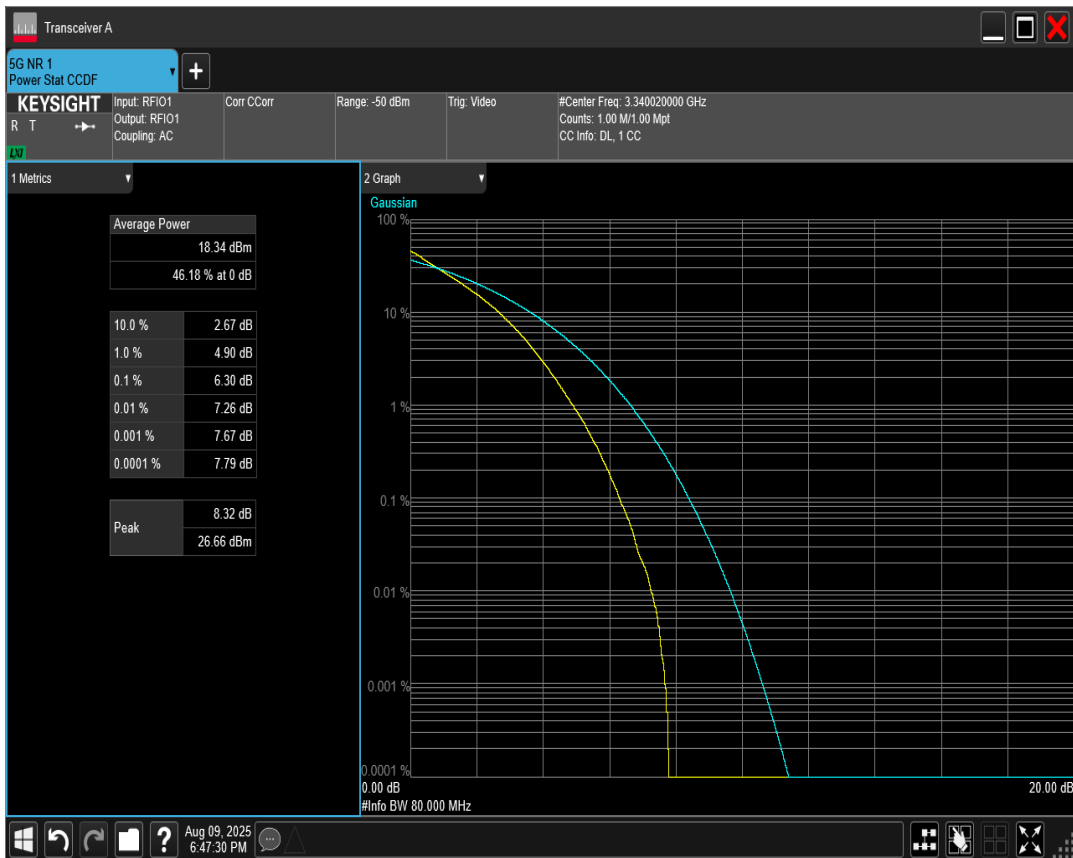 Transceiver A
5G NR 1
Power Stat CCDF
+
KEYSIGHT
R T
LXI
Input: RFIO1
Output: RFIO1
Coupling: AC
Corr CCorr
Range: -50 dBm
Trig: Video
#Center Freq: 3.340020000 GHz
Counts: 1.00 M/1.00 Mpt
CC Info: DL, 1 CC
1 Metrics
Average Power
18.34 dBm
46.18 % at 0 dB
10.0 % 2.67 dB
1.0 % 4.90 dB
0.1 % 6.30 dB
0.01 % 7.26 dB
0.001 % 7.67 dB
0.0001 % 7.79 dB
Peak
8.32 dB
26.66 dBm
2 Graph
Gaussian
100 %
10 %
1 %
0.1 %
0.01 %
0.001 %
0.0001 %
0.00 dB 20.00 dB
#Info BW 80.000 MHz
?
Aug 09, 2025
6:47:30 PM